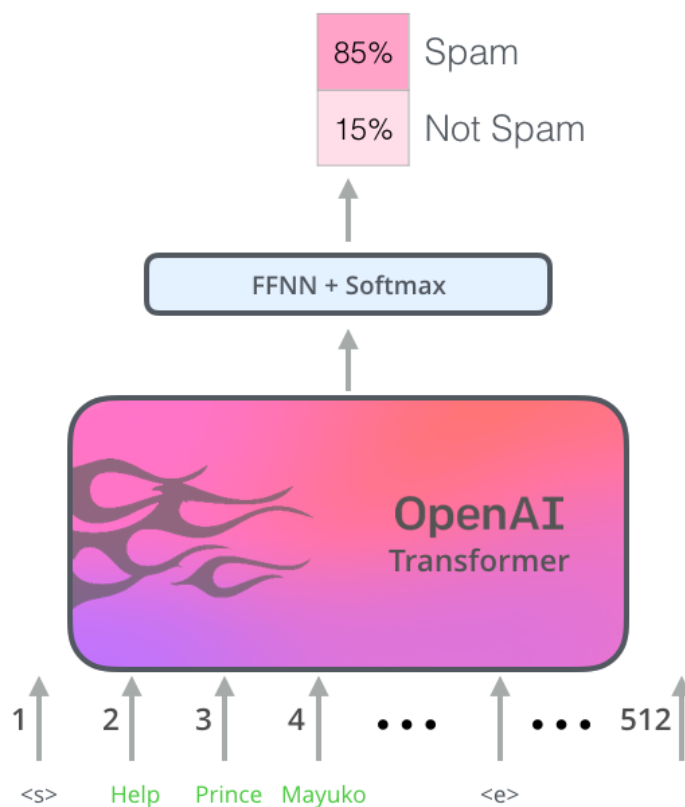 85% Spam
15% Not Spam
FFNN + Softmax
OpenAI
Transformer
1 2 3 4 ... ... 512
<s> Help Prince Mayuko <e>